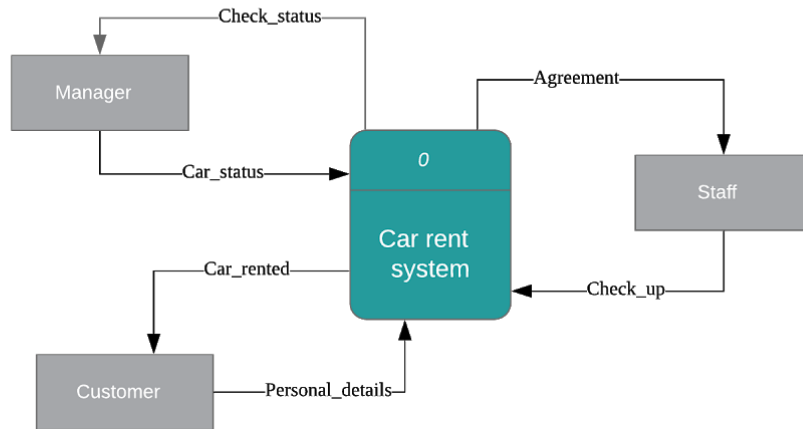 Check_status
Manager
Agreement
0
Car_status
Staff
Car rent
system
Car_rented
Check_up
Customer
Personal_details